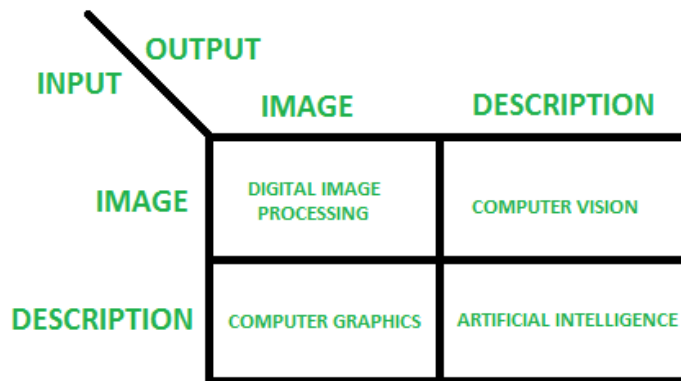 OUTPUT
INPUT
IMAGE DESCRIPTION
IMAGE
DIGITAL IMAGE
PROCESSING
COMPUTER VISION
DESCRIPTION
COMPUTER GRAPHICS
ARTIFICIAL INTELLIGENCE